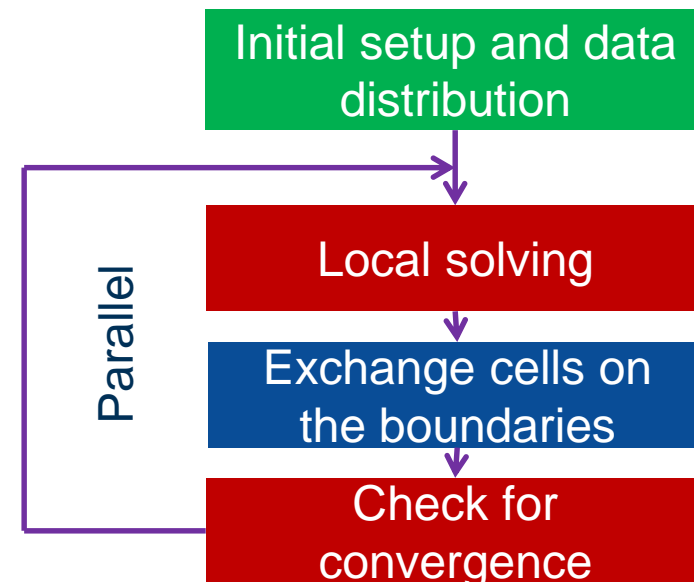 Initial setup and data
distribution
Local solving
Parallel
Exchange cells on
the boundaries
Check for
convergence